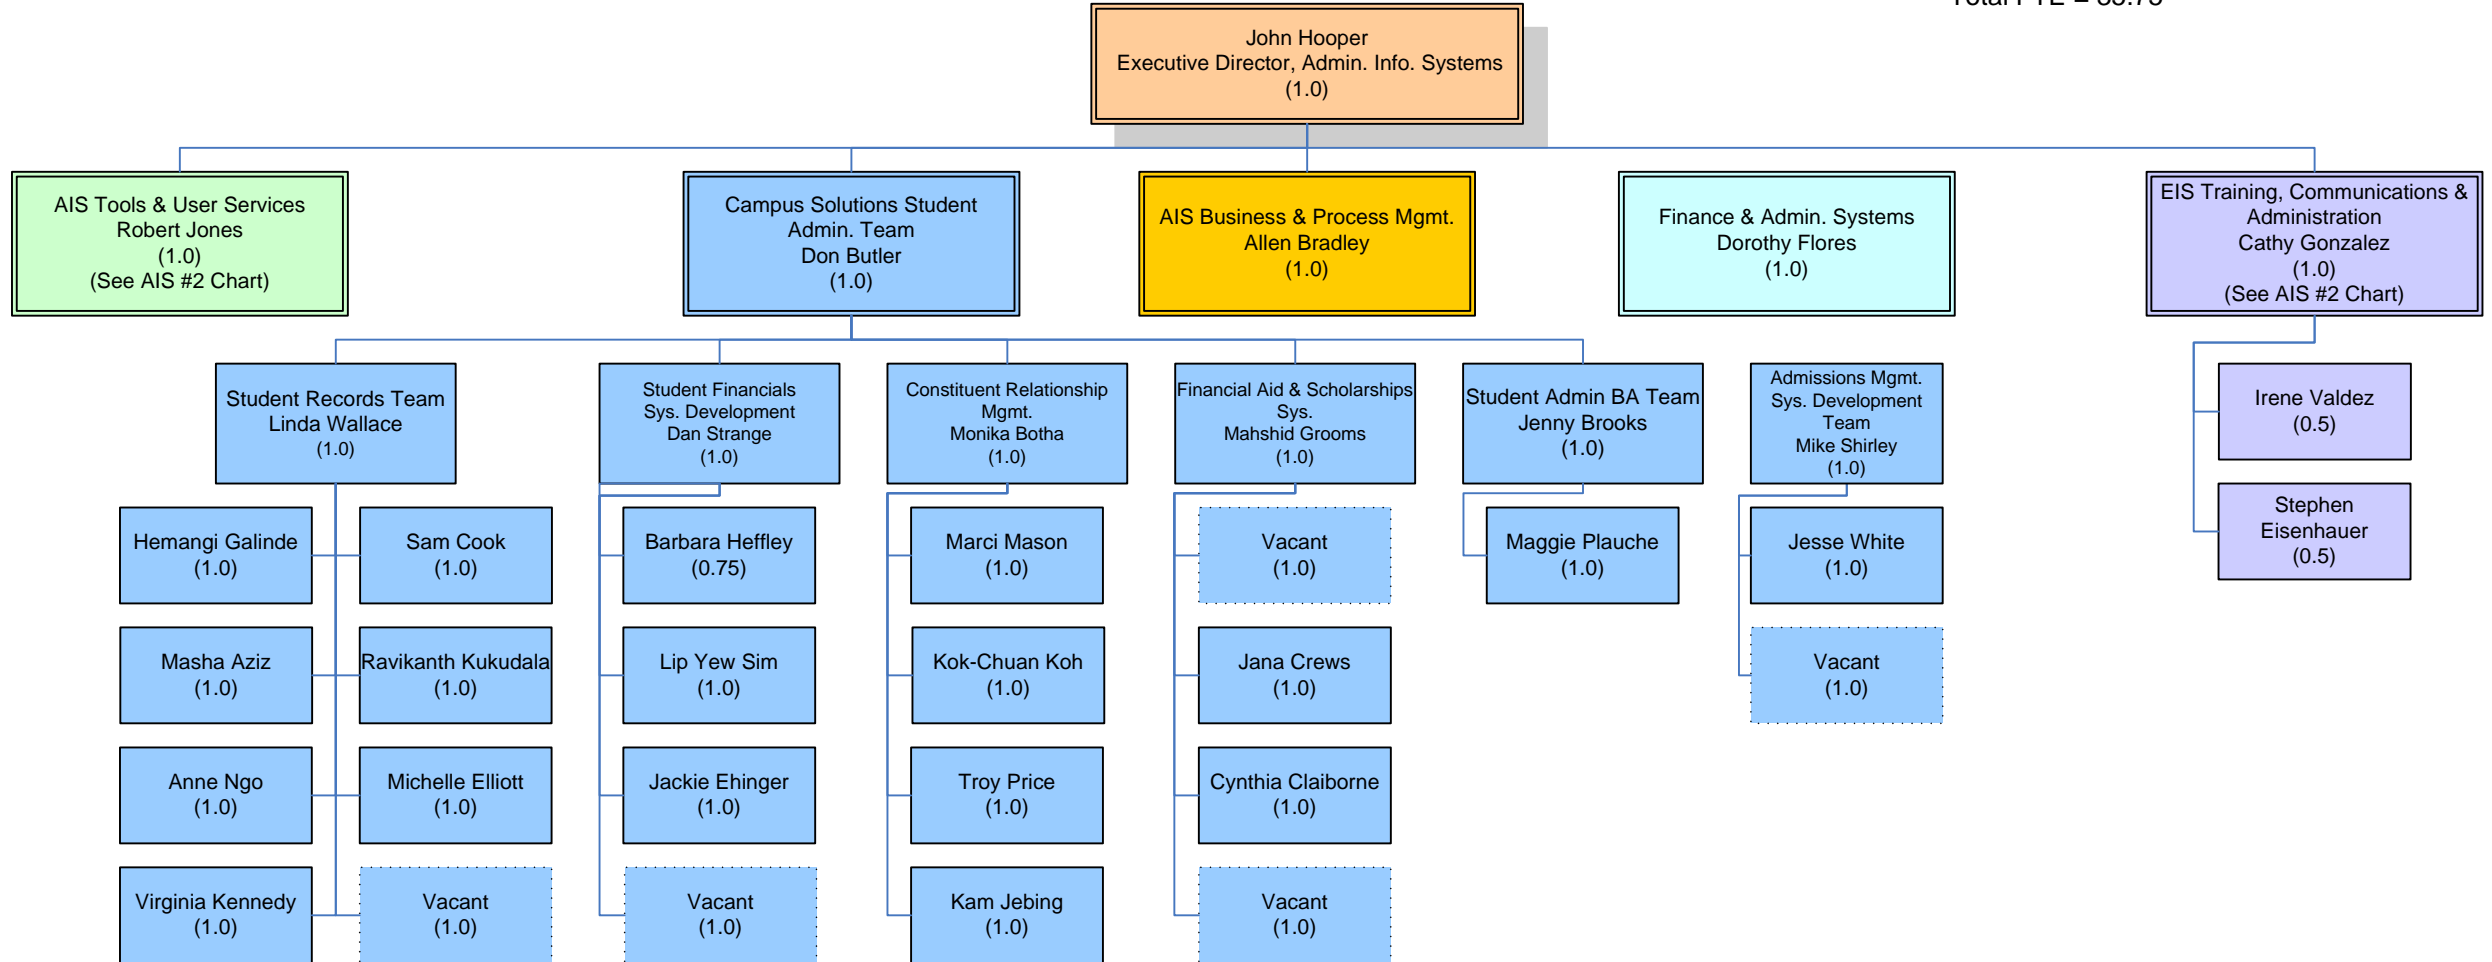 John Hooper
Executive Director, Admin. Info. Systems
(1.0)
AIS Tools & User Services
Robert Jones
(1.0)
(See AIS #2 Chart)
Campus Solutions Student
Admin. Team
Don Butler
(1.0)
AIS Business & Process Mgmt.
Allen Bradley
(1.0)
Finance & Admin. Systems
Dorothy Flores
(1.0)
EIS Training, Communications &
Administration
Cathy Gonzalez
(1.0)
(See AIS #2 Chart)
Student Records Team
Linda Wallace
(1.0)
Student Financials
Sys. Development
Dan Strange
(1.0)
Constituent Relationship
Mgmt.
Monika Botha
(1.0)
Financial Aid & Scholarships
Sys.
Mahshid Grooms
(1.0)
Student Admin BA Team
Jenny Brooks
(1.0)
Admissions Mgmt.
Sys. Development
Team
Mike Shirley
(1.0)
Irene Valdez
(0.5)
Stephen
Eisenhauer
(0.5)
Hemangi Galinde
(1.0)
Sam Cook
(1.0)
Barbara Heffley
(0.75)
Marci Mason
(1.0)
Vacant
(1.0)
Maggie Plauche
(1.0)
Jesse White
(1.0)
Masha Aziz
(1.0)
Ravikanth Kukudala
(1.0)
Lip Yew Sim
(1.0)
Kok-Chuan Koh
(1.0)
Jana Crews
(1.0)
Vacant
(1.0)
Anne Ngo
(1.0)
Michelle Elliott
(1.0)
Jackie Ehinger
(1.0)
Troy Price
(1.0)
Cynthia Claiborne
(1.0)
Virginia Kennedy
(1.0)
Vacant
(1.0)
Vacant
(1.0)
Kam Jebing
(1.0)
Vacant
(1.0)